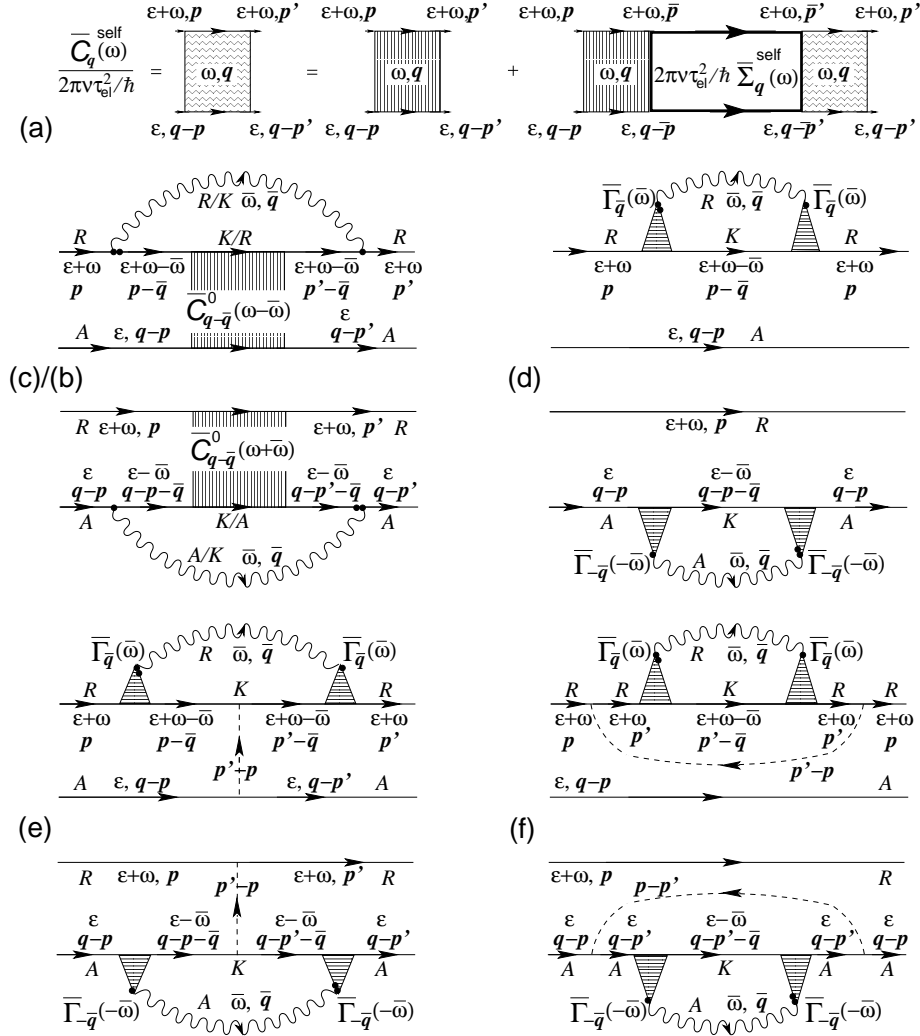 ε+ω,p ε+ω,p' ε+ω,p ε+ω,p' ε+ω,p ε+ω,p̅ ε+ω,p̅' ε+ω,p'
C̅_q^self(ω) / 2πντ_el²/ħ = ω,q = ω,q + ω,q 2πντ_el²/ħ Σ̅_q^self(ω) ω,q
(a) ε,q−p ε,q−p' ε,q−p ε,q−p' ε,q−p ε,q−p̅ ε,q−p̅' ε,q−p'
R/K ω̅, q̅
R K/R R
ε+ω ε+ω−ω̅ ε+ω−ω̅ ε+ω
p p−q̅ p'−q̅ p'
C̅^0_{q−q̅}(ω−ω̅)
A ε, q−p ε q−p' A
Γ̅_q̅(ω̅) R ω̅, q̅ Γ̅_q̅(ω̅)
R K R
ε+ω ε+ω−ω̅ ε+ω
p p−q̅ p
ε, q−p A
(c)/(b) (d)
R ε+ω, p ε+ω, p' R
C̅^0_{q−q̅}(ω+ω̅)
ε ε−ω̅ ε−ω̅ ε
q−p q−p−q̅ q−p'−q̅ q−p'
A K/A A
A/K ω̅, q̅
ε+ω, p R
ε ε−ω̅ ε
q−p q−p−q̅ q−p
A K A
Γ̅_−q̅(−ω̅) A ω̅, q̅ Γ̅_−q̅(−ω̅)
Γ̅_q̅(ω̅) R ω̅, q̅ Γ̅_q̅(ω̅)
R K R
ε+ω ε+ω−ω̅ ε+ω−ω̅ ε+ω
p p−q̅ p'−q̅ p'
p'−p
A ε, q−p ε, q−p' A
Γ̅_q̅(ω̅) R ω̅, q̅ Γ̅_q̅(ω̅)
R R K R R
ε+ω ε+ω ε+ω−ω̅ ε+ω ε+ω
p p' p'−q̅ p' p
p'−p
ε, q−p A
(e) (f)
R ε+ω, p p'−p ε+ω, p' R
ε ε−ω̅ ε−ω̅ ε
q−p q−p−q̅ q−p'−q̅ q−p'
A K A
Γ̅_−q̅(−ω̅) A ω̅, q̅ Γ̅_−q̅(−ω̅)
ε+ω, p p−p' R
ε ε ε−ω̅ ε ε
q−p q−p' q−p'−q̅ q−p' q−p
A A K A A
Γ̅_−q̅(−ω̅) A ω̅, q̅ Γ̅_−q̅(−ω̅)